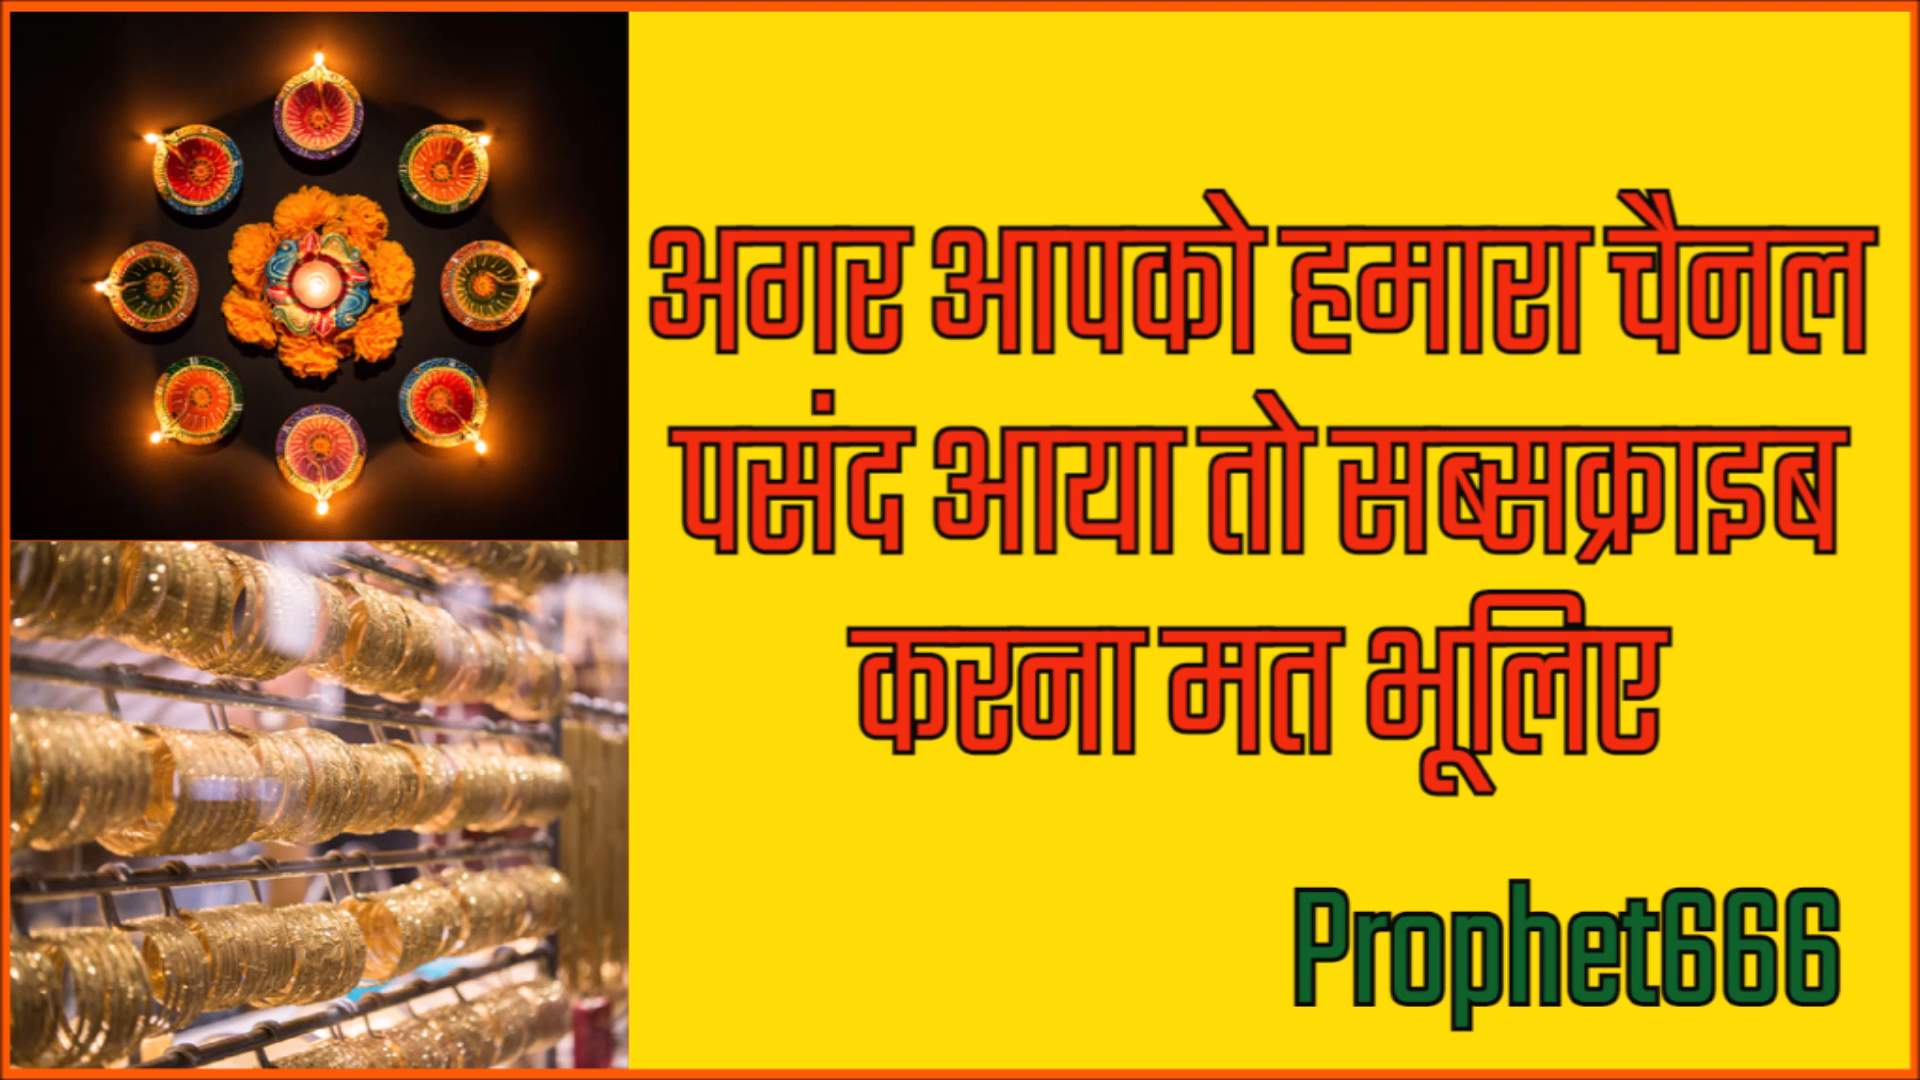 अगर आपको हमारा चैनल
पसंद आया तो सब्सक्राइब
करना मत भूलिए
Prophet666